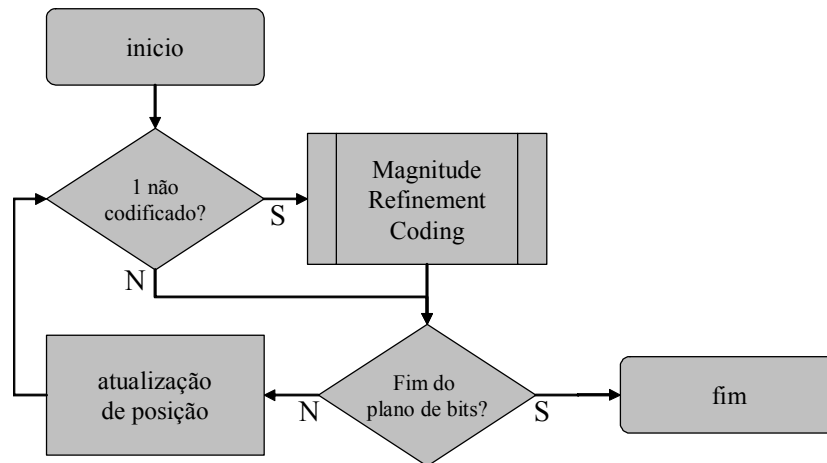 inicio
1 não
codificado?
S
Magnitude
Refinement
Coding
N
atualização
de posição
N
Fim do
plano de bits?
S
fim